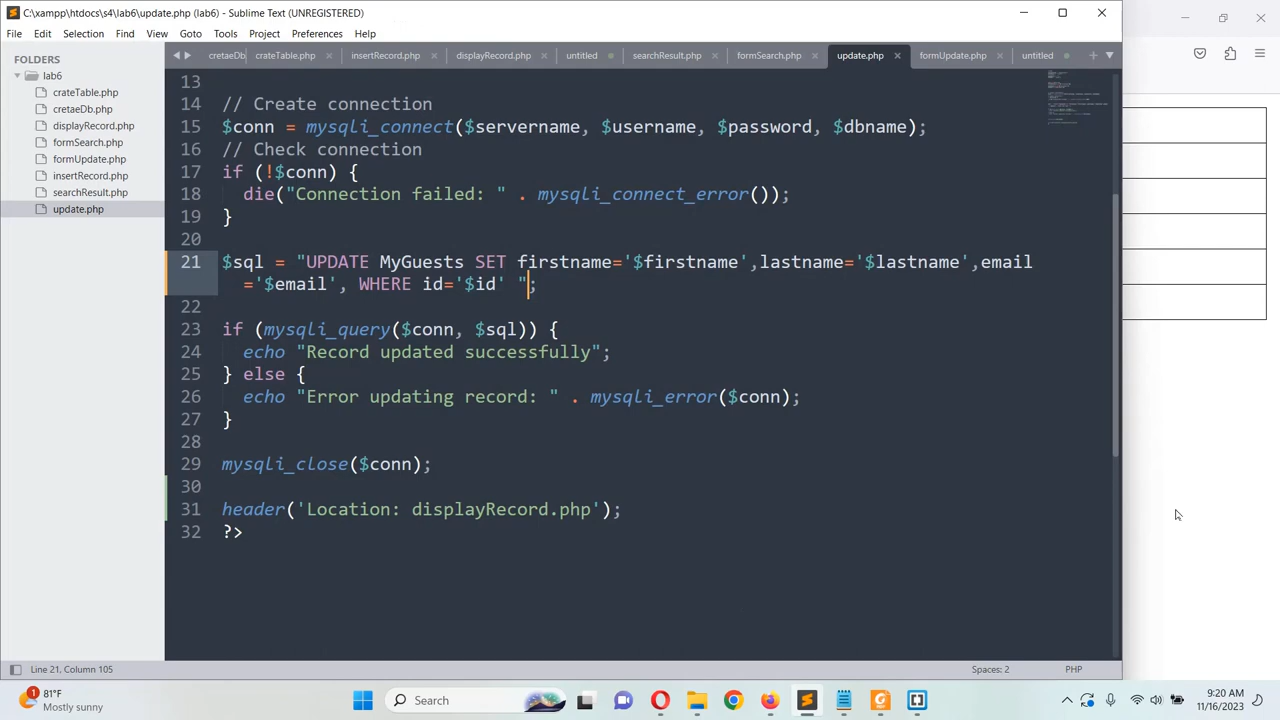 C:\xampp\htdocs\s4\lab6\update.php (lab6) - Sublime Text (UNREGISTERED)
File Edit Selection Find View Goto Tools Project Preferences Help
FOLDERS
lab6
crateTable.php
cretaeDb.php
displayRecord.php
formSearch.php
formUpdate.php
insertRecord.php
searchResult.php
update.php
cretaeDb crateTable.php insertRecord.php displayRecord.php untitled searchResult.php formSearch.php update.php formUpdate.php untitled
13
14 // Create connection
15 $conn = mysqli_connect($servername, $username, $password, $dbname);
16 // Check connection
17 if (!$conn) {
18 die("Connection failed: " . mysqli_connect_error());
19 }
20
21 $sql = "UPDATE MyGuests SET firstname='$firstname',lastname='$lastname',email
='$email', WHERE id='$id' ";
22
23 if (mysqli_query($conn, $sql)) {
24 echo "Record updated successfully";
25 } else {
26 echo "Error updating record: " . mysqli_error($conn);
27 }
28
29 mysqli_close($conn);
30
31 header('Location: displayRecord.php');
32 ?>
Line 21, Column 105
Spaces: 2
PHP
1
81°F
Mostly sunny
Search
9:20 AM
11/16/2023